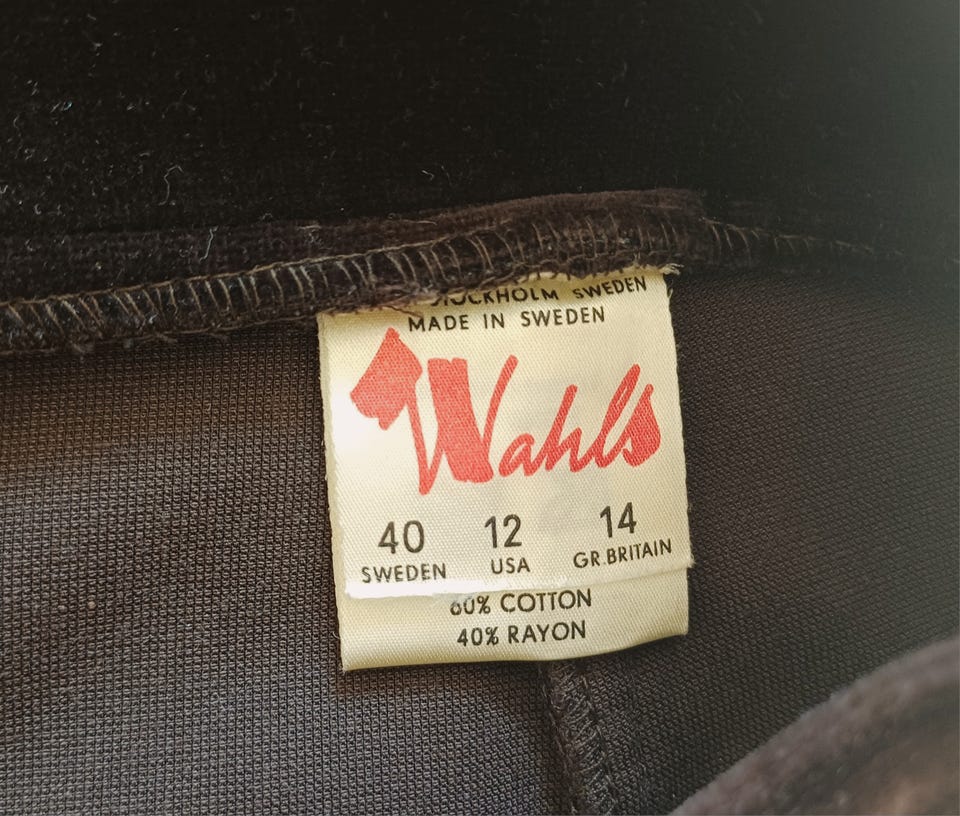 STOCKHOLM SWEDEN
MADE IN SWEDEN
Wahls
40 12 14
SWEDEN USA GR.BRITAIN
60% COTTON
40% RAYON